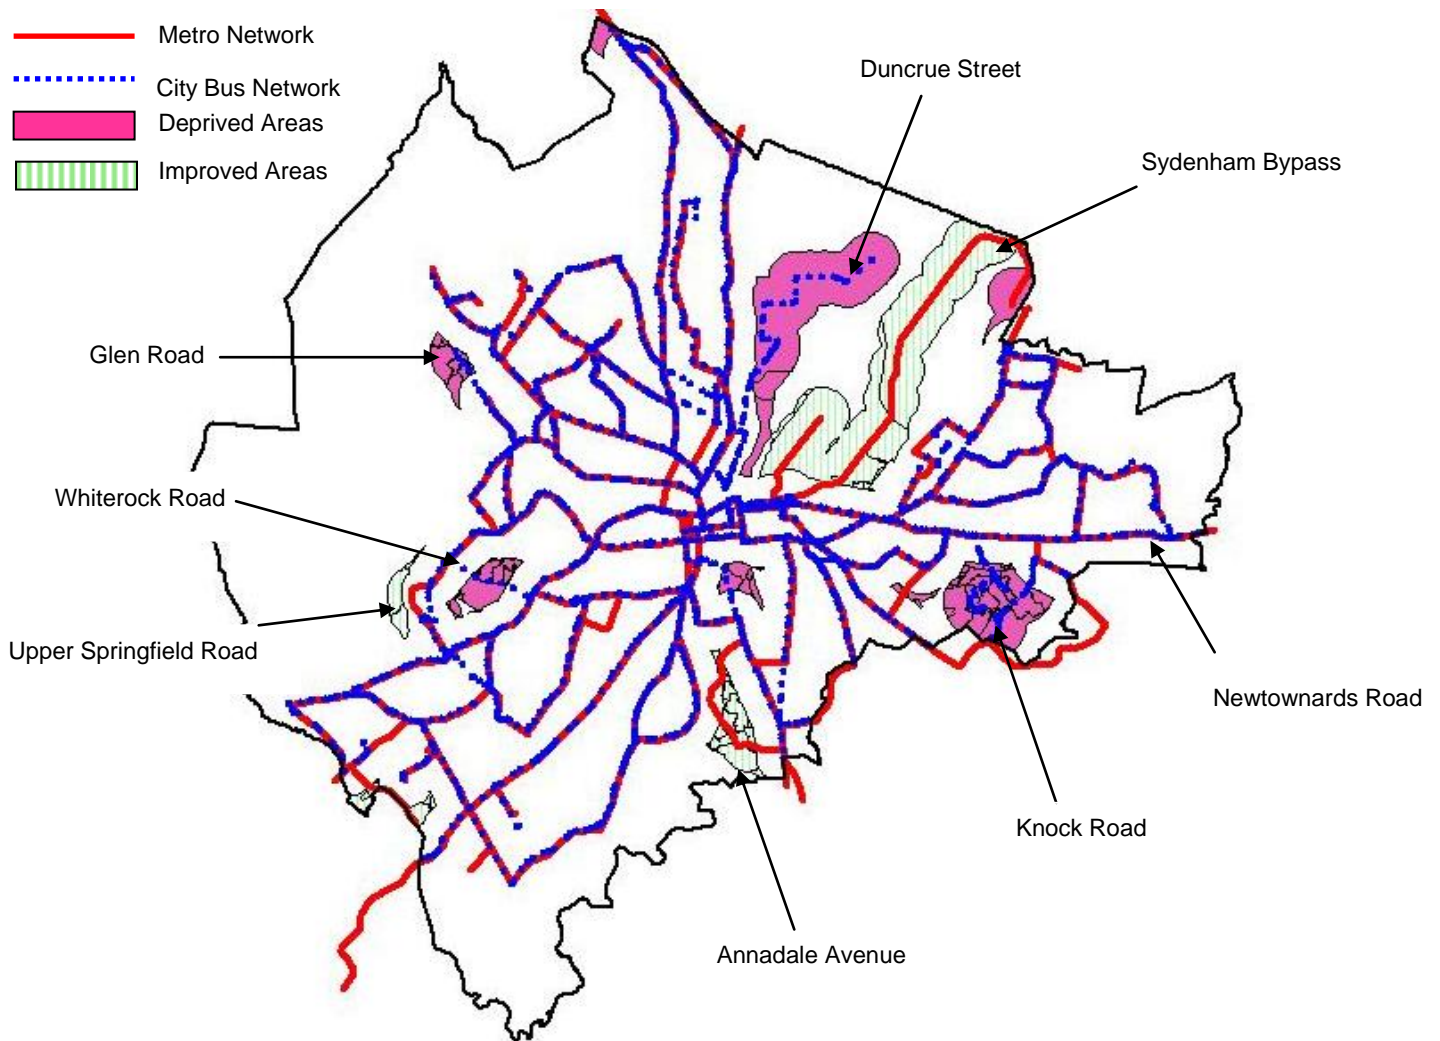 Metro Network
City Bus Network
Deprived Areas
Improved Areas
Duncrue Street
Sydenham Bypass
Glen Road
Whiterock Road
Upper Springfield Road
Newtownards Road
Knock Road
Annadale Avenue